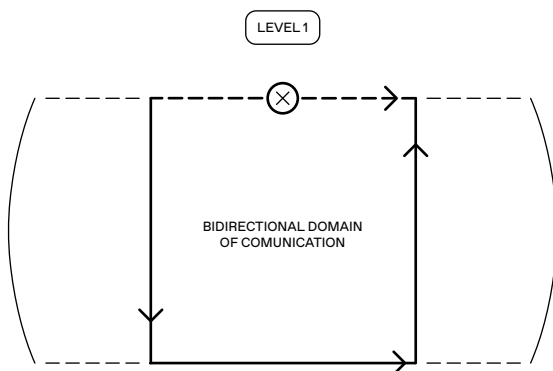 LEVEL 1
BIDIRECTIONAL DOMAIN
OF COMUNICATION